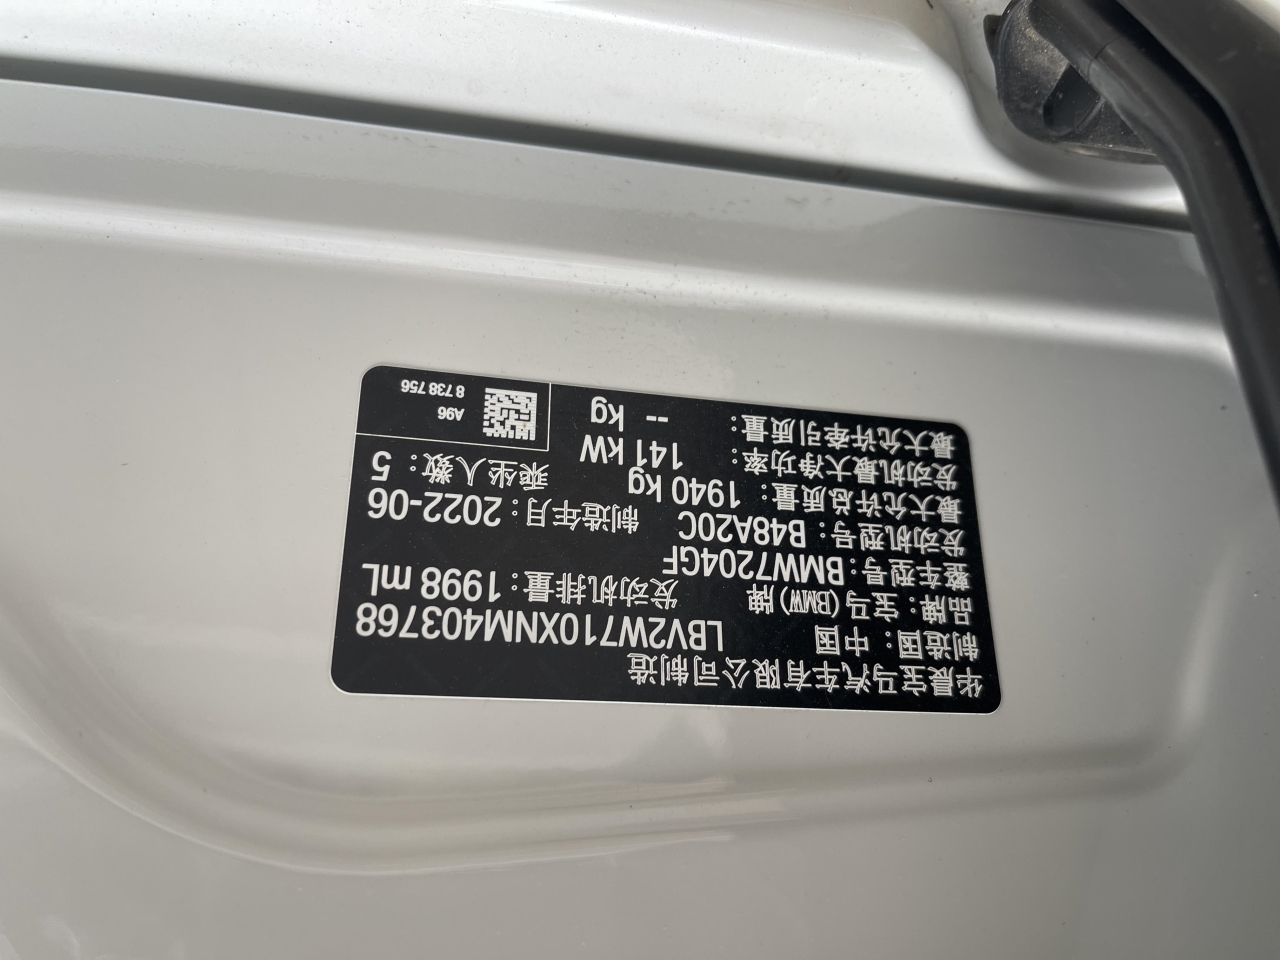 华晨宝马汽车有限公司制造
制造国：中国 LBV2W710XNM403768
品牌：宝马(BMW)牌 发动机排量：1998 mL
整车型号：BMW7204GF
发动机型号：B48A20C 制造年月：2022-06
最大允许总质量：1940 kg 乘坐人数：5
发动机最大净功率：141 kW
最大允许牵引质量：-- kg
A96
8 738 756